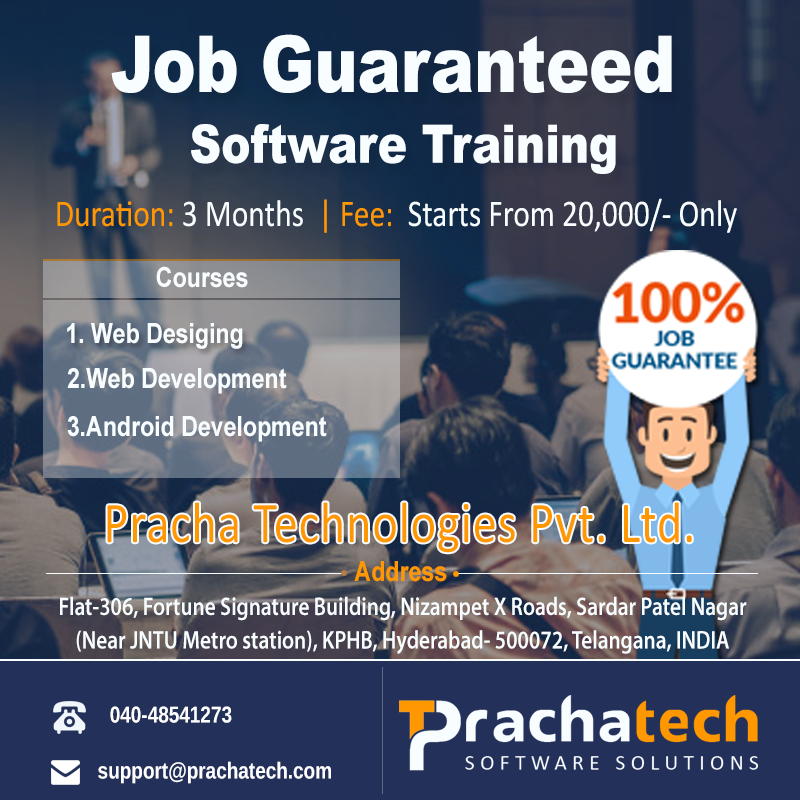 Job Guaranteed
Software Training
Duration: 3 Months | Fee: Starts From 20,000/- Only
Courses
1. Web Desiging
2.Web Development
3.Android Development
100%
JOB
GUARANTEE
Pracha Technologies Pvt. Ltd.
Address
Flat-306, Fortune Signature Building, Nizampet X Roads, Sardar Patel Nagar
(Near JNTU Metro station), KPHB, Hyderabad- 500072, Telangana, INDIA
040-48541273
support@prachatech.com
Prachatech
SOFTWARE SOLUTIONS